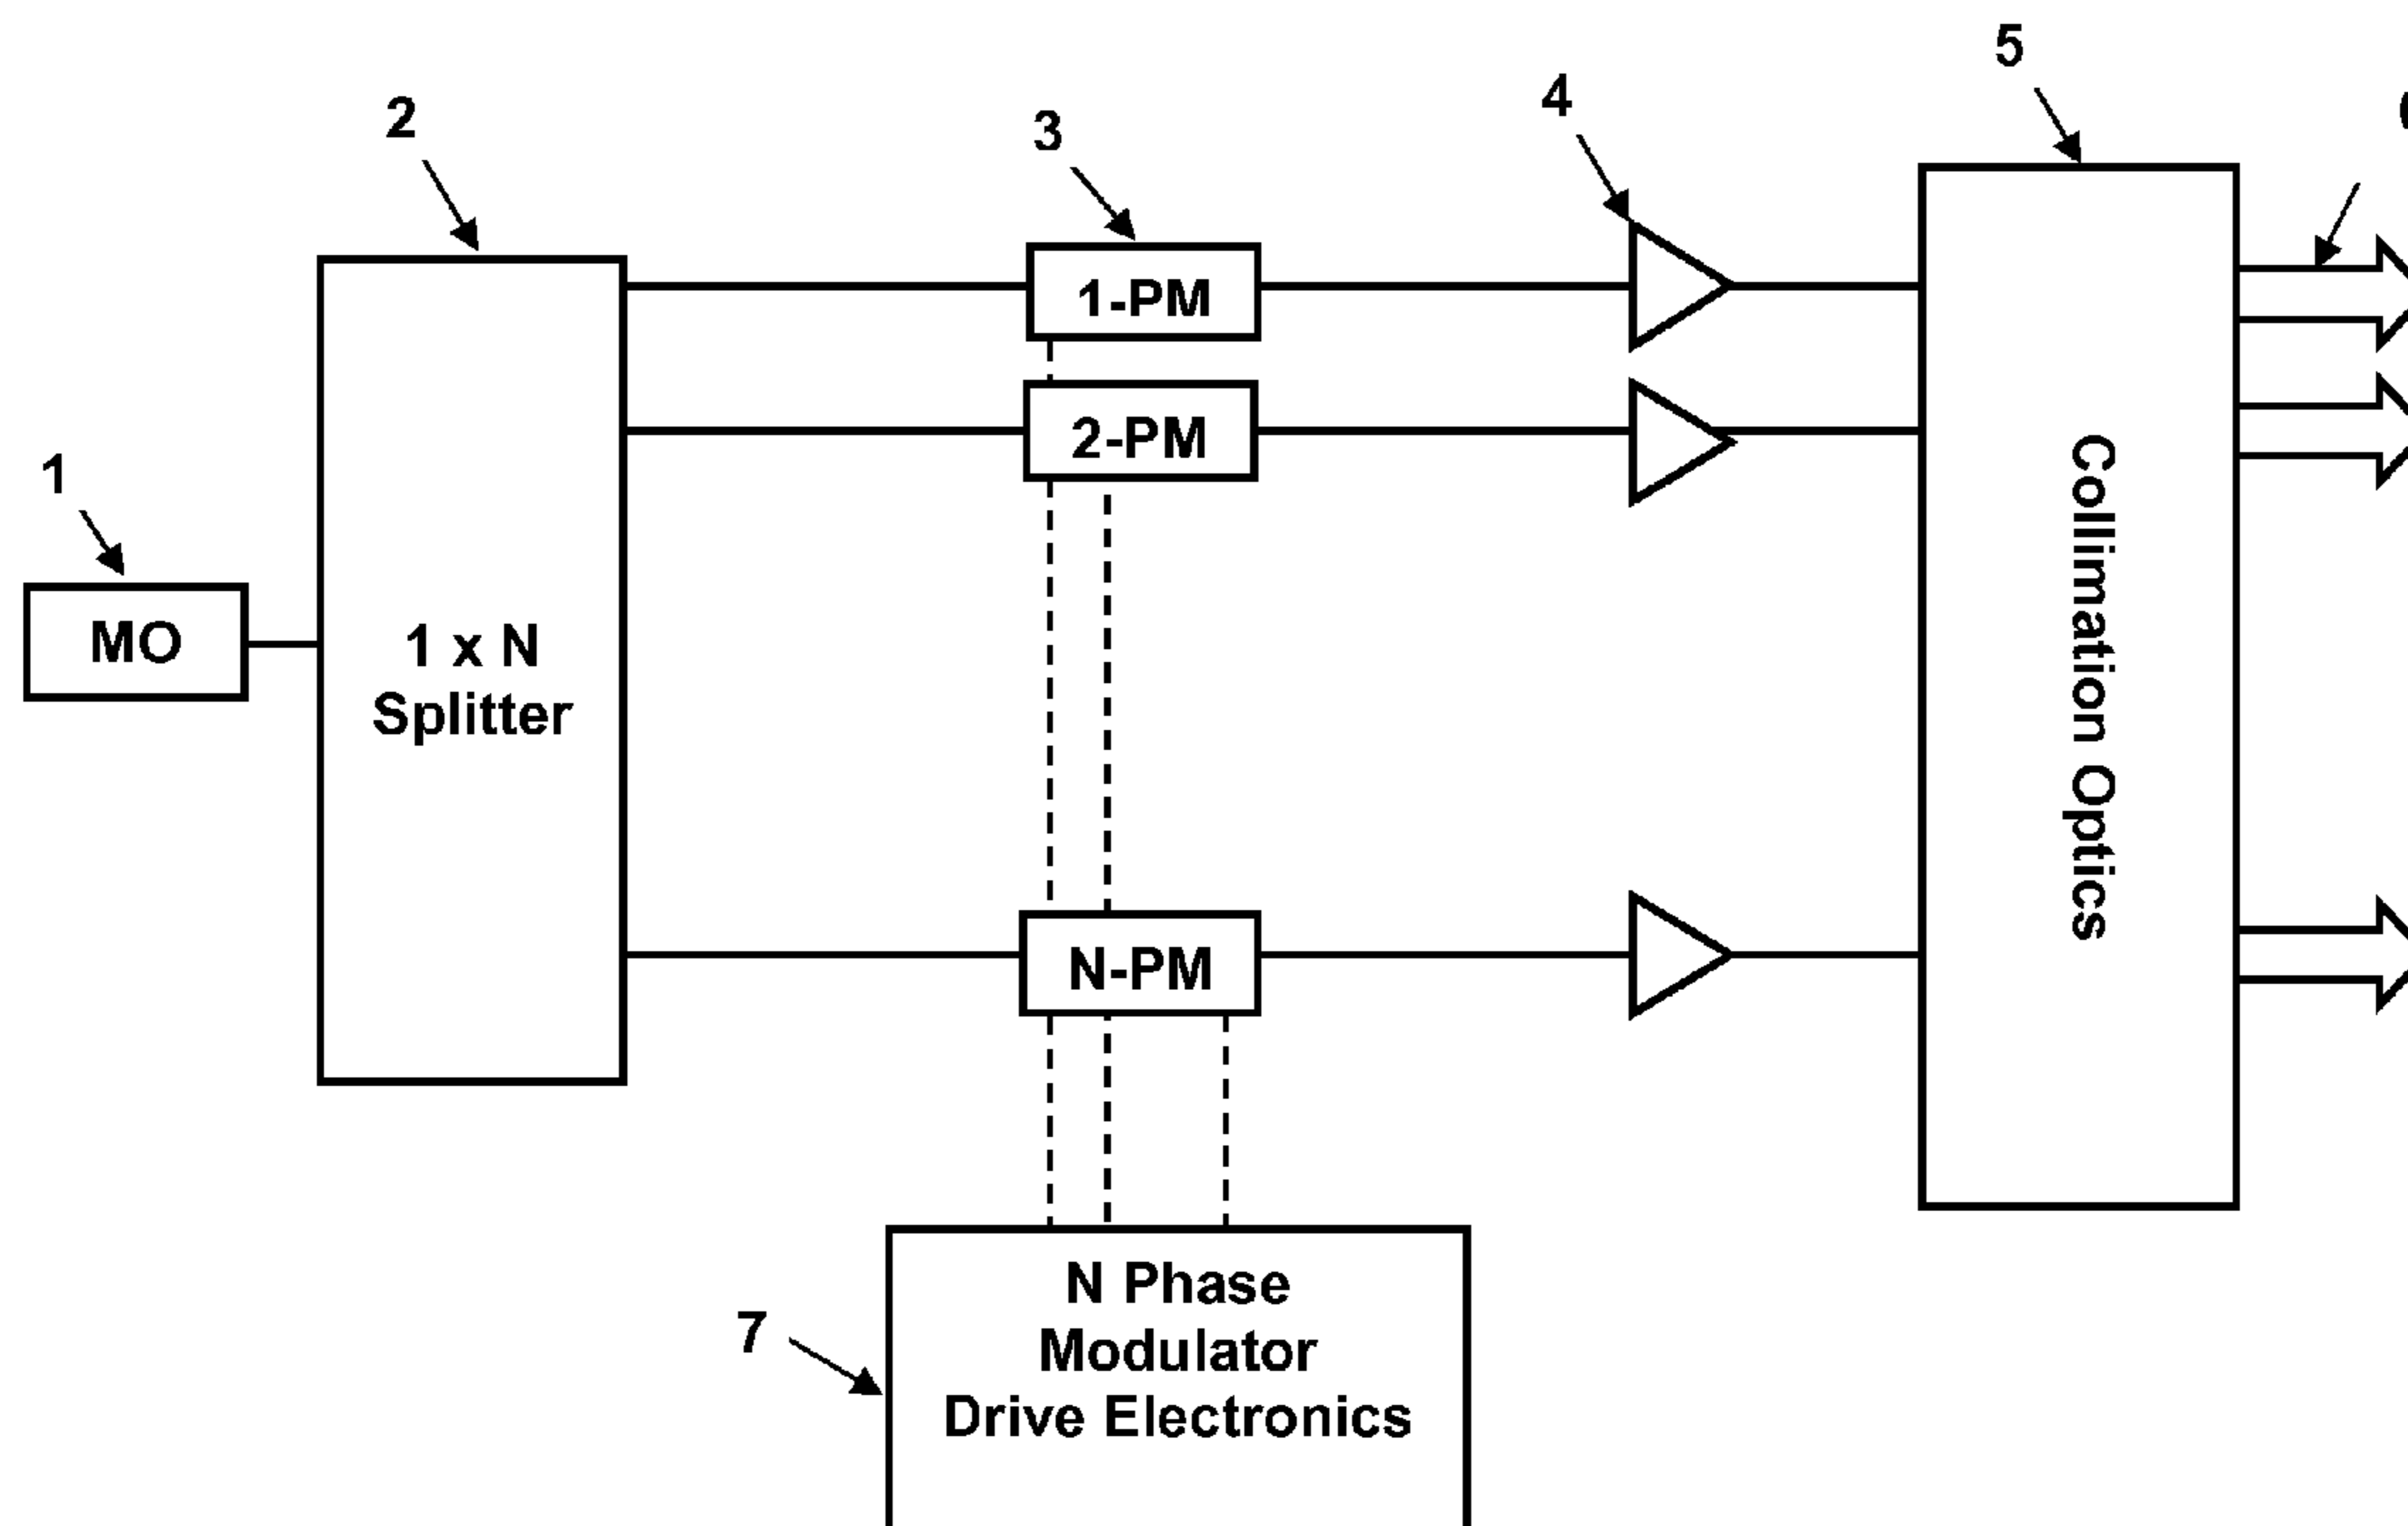 1
MO
2
1 x N
Splitter
3
1-PM
2-PM
N-PM
4
5
Collimation Optics
7
N Phase
Modulator
Drive Electronics